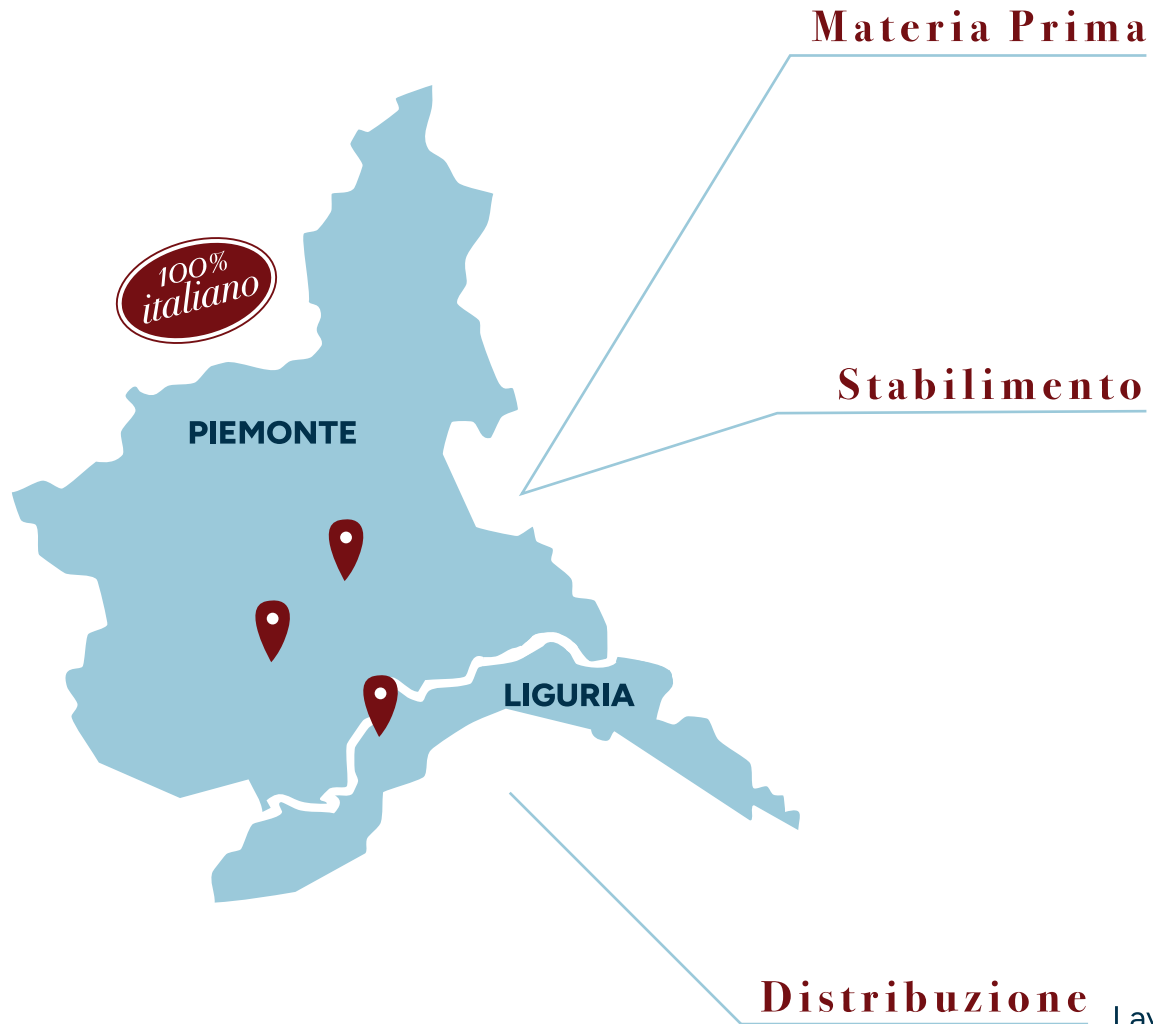 Materia Prima
100%
italiano
Stabilimento
PIEMONTE
LIGURIA
Distribuzione